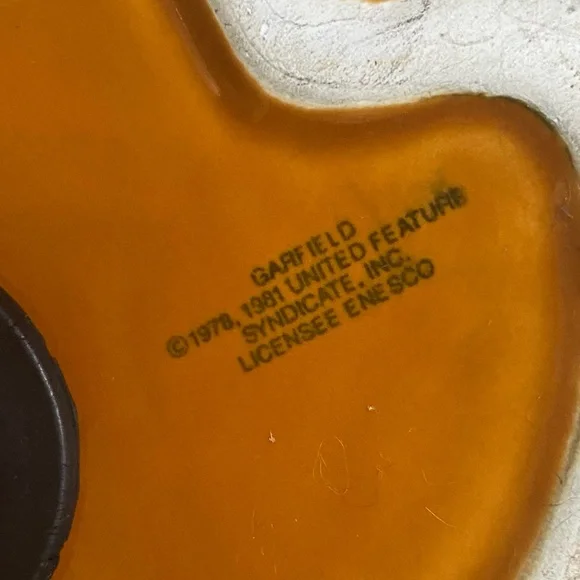 GARFIELD
©1978, 1981 UNITED FEATURE
SYNDICATE, INC.
LICENSEE ENESCO